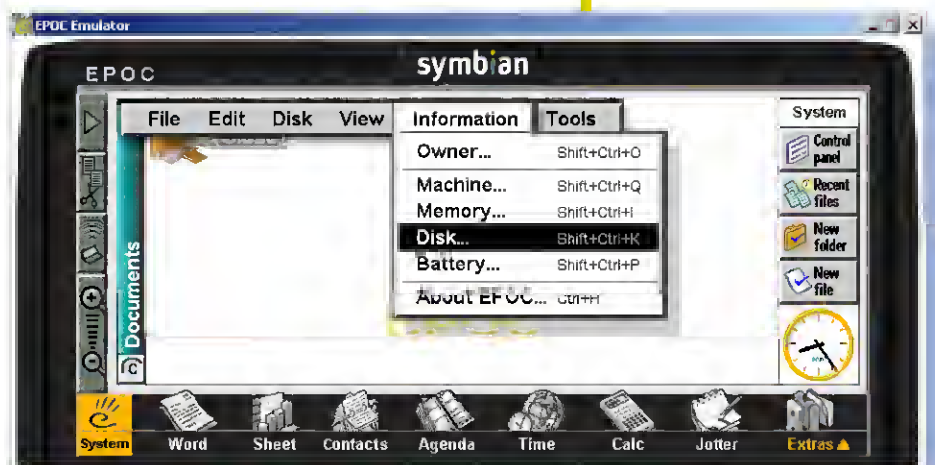 EPOC Emulator
EPOC
symbian
File Edit Disk View Information Tools
Owner... Shift+Ctrl+O
Machine... Shift+Ctrl+Q
Memory... Shift+Ctrl+I
Disk... Shift+Ctrl+K
Battery... Shift+Ctrl+P
About EPOC... Ctrl+H
Documents
C
System
Control
panel
Recent
files
New
folder
New
file
System Word Sheet Contacts Agenda Time Calc Jotter Extras